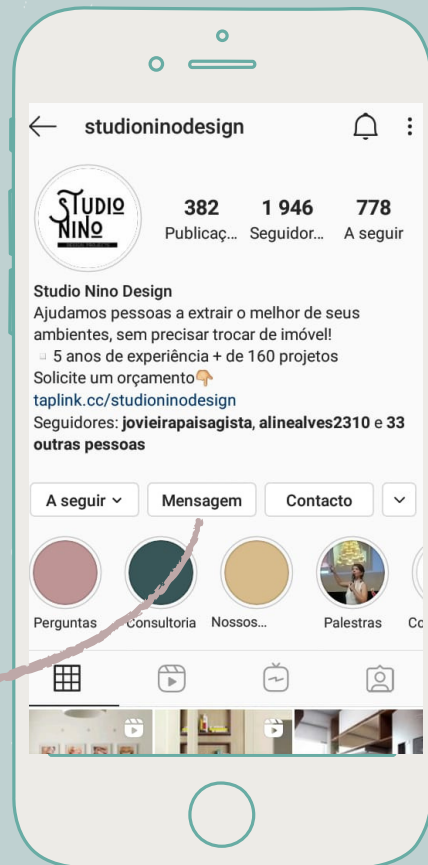 studioninodesign
STUDIO
NINO
382 1 946 778
Publicaç... Seguidor... A seguir
Studio Nino Design
Ajudamos pessoas a extrair o melhor de seus
ambientes, sem precisar trocar de imóvel!
5 anos de experiência + de 160 projetos
Solicite um orçamento👇🏼
taplink.cc/studioninodesign
Seguidores: jovieirapaisagista, alinealves2310 e 33
outras pessoas
A seguir Mensagem Contacto
Perguntas Consultoria Nossos... Palestras Co